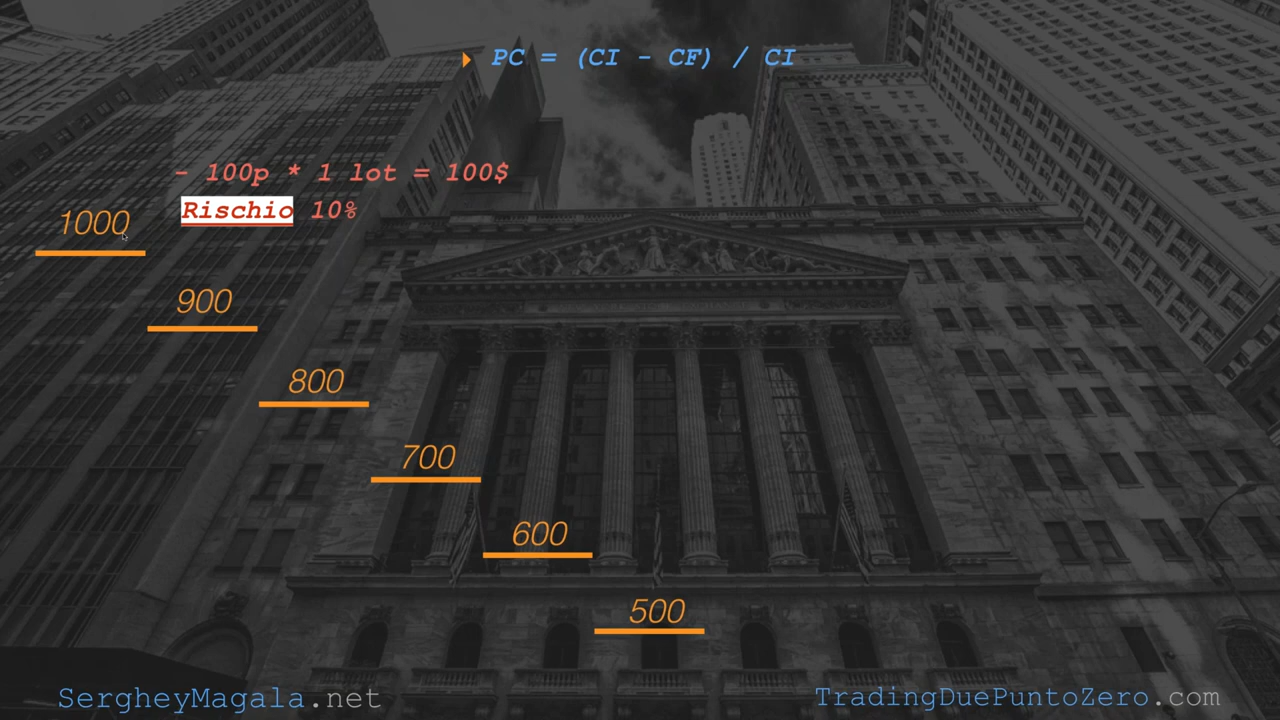 PC = (CI - CF) / CI
- 100p * 1 lot = 100$
Rischio 10%
1000
900
800
700
600
500
SergheyMagala.net
TradingDuePuntoZero.com